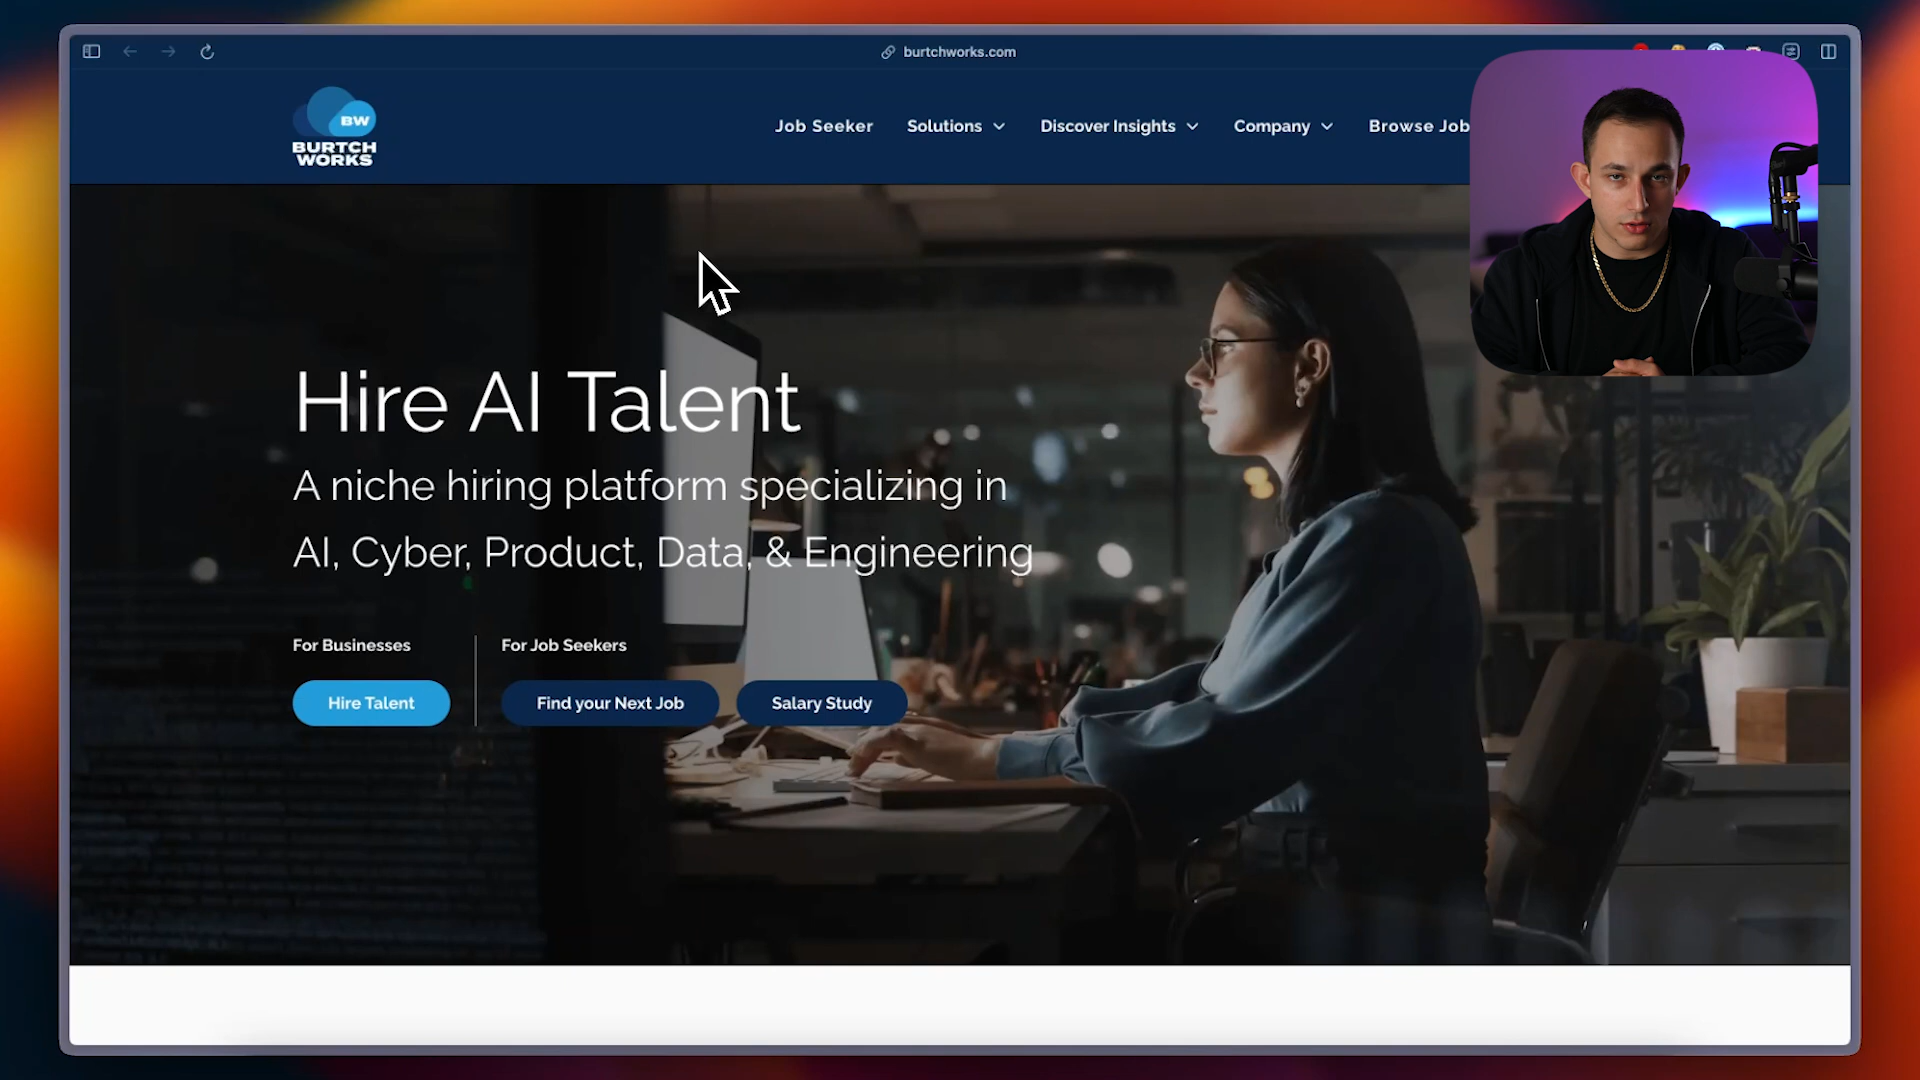 burtchworks.com
BW
BURTCH
WORKS
Job Seeker
Solutions
Discover Insights
Company
Browse Job
Hire AI Talent
A niche hiring platform specializing in
AI, Cyber, Product, Data, & Engineering
For Businesses
For Job Seekers
Hire Talent
Find your Next Job
Salary Study